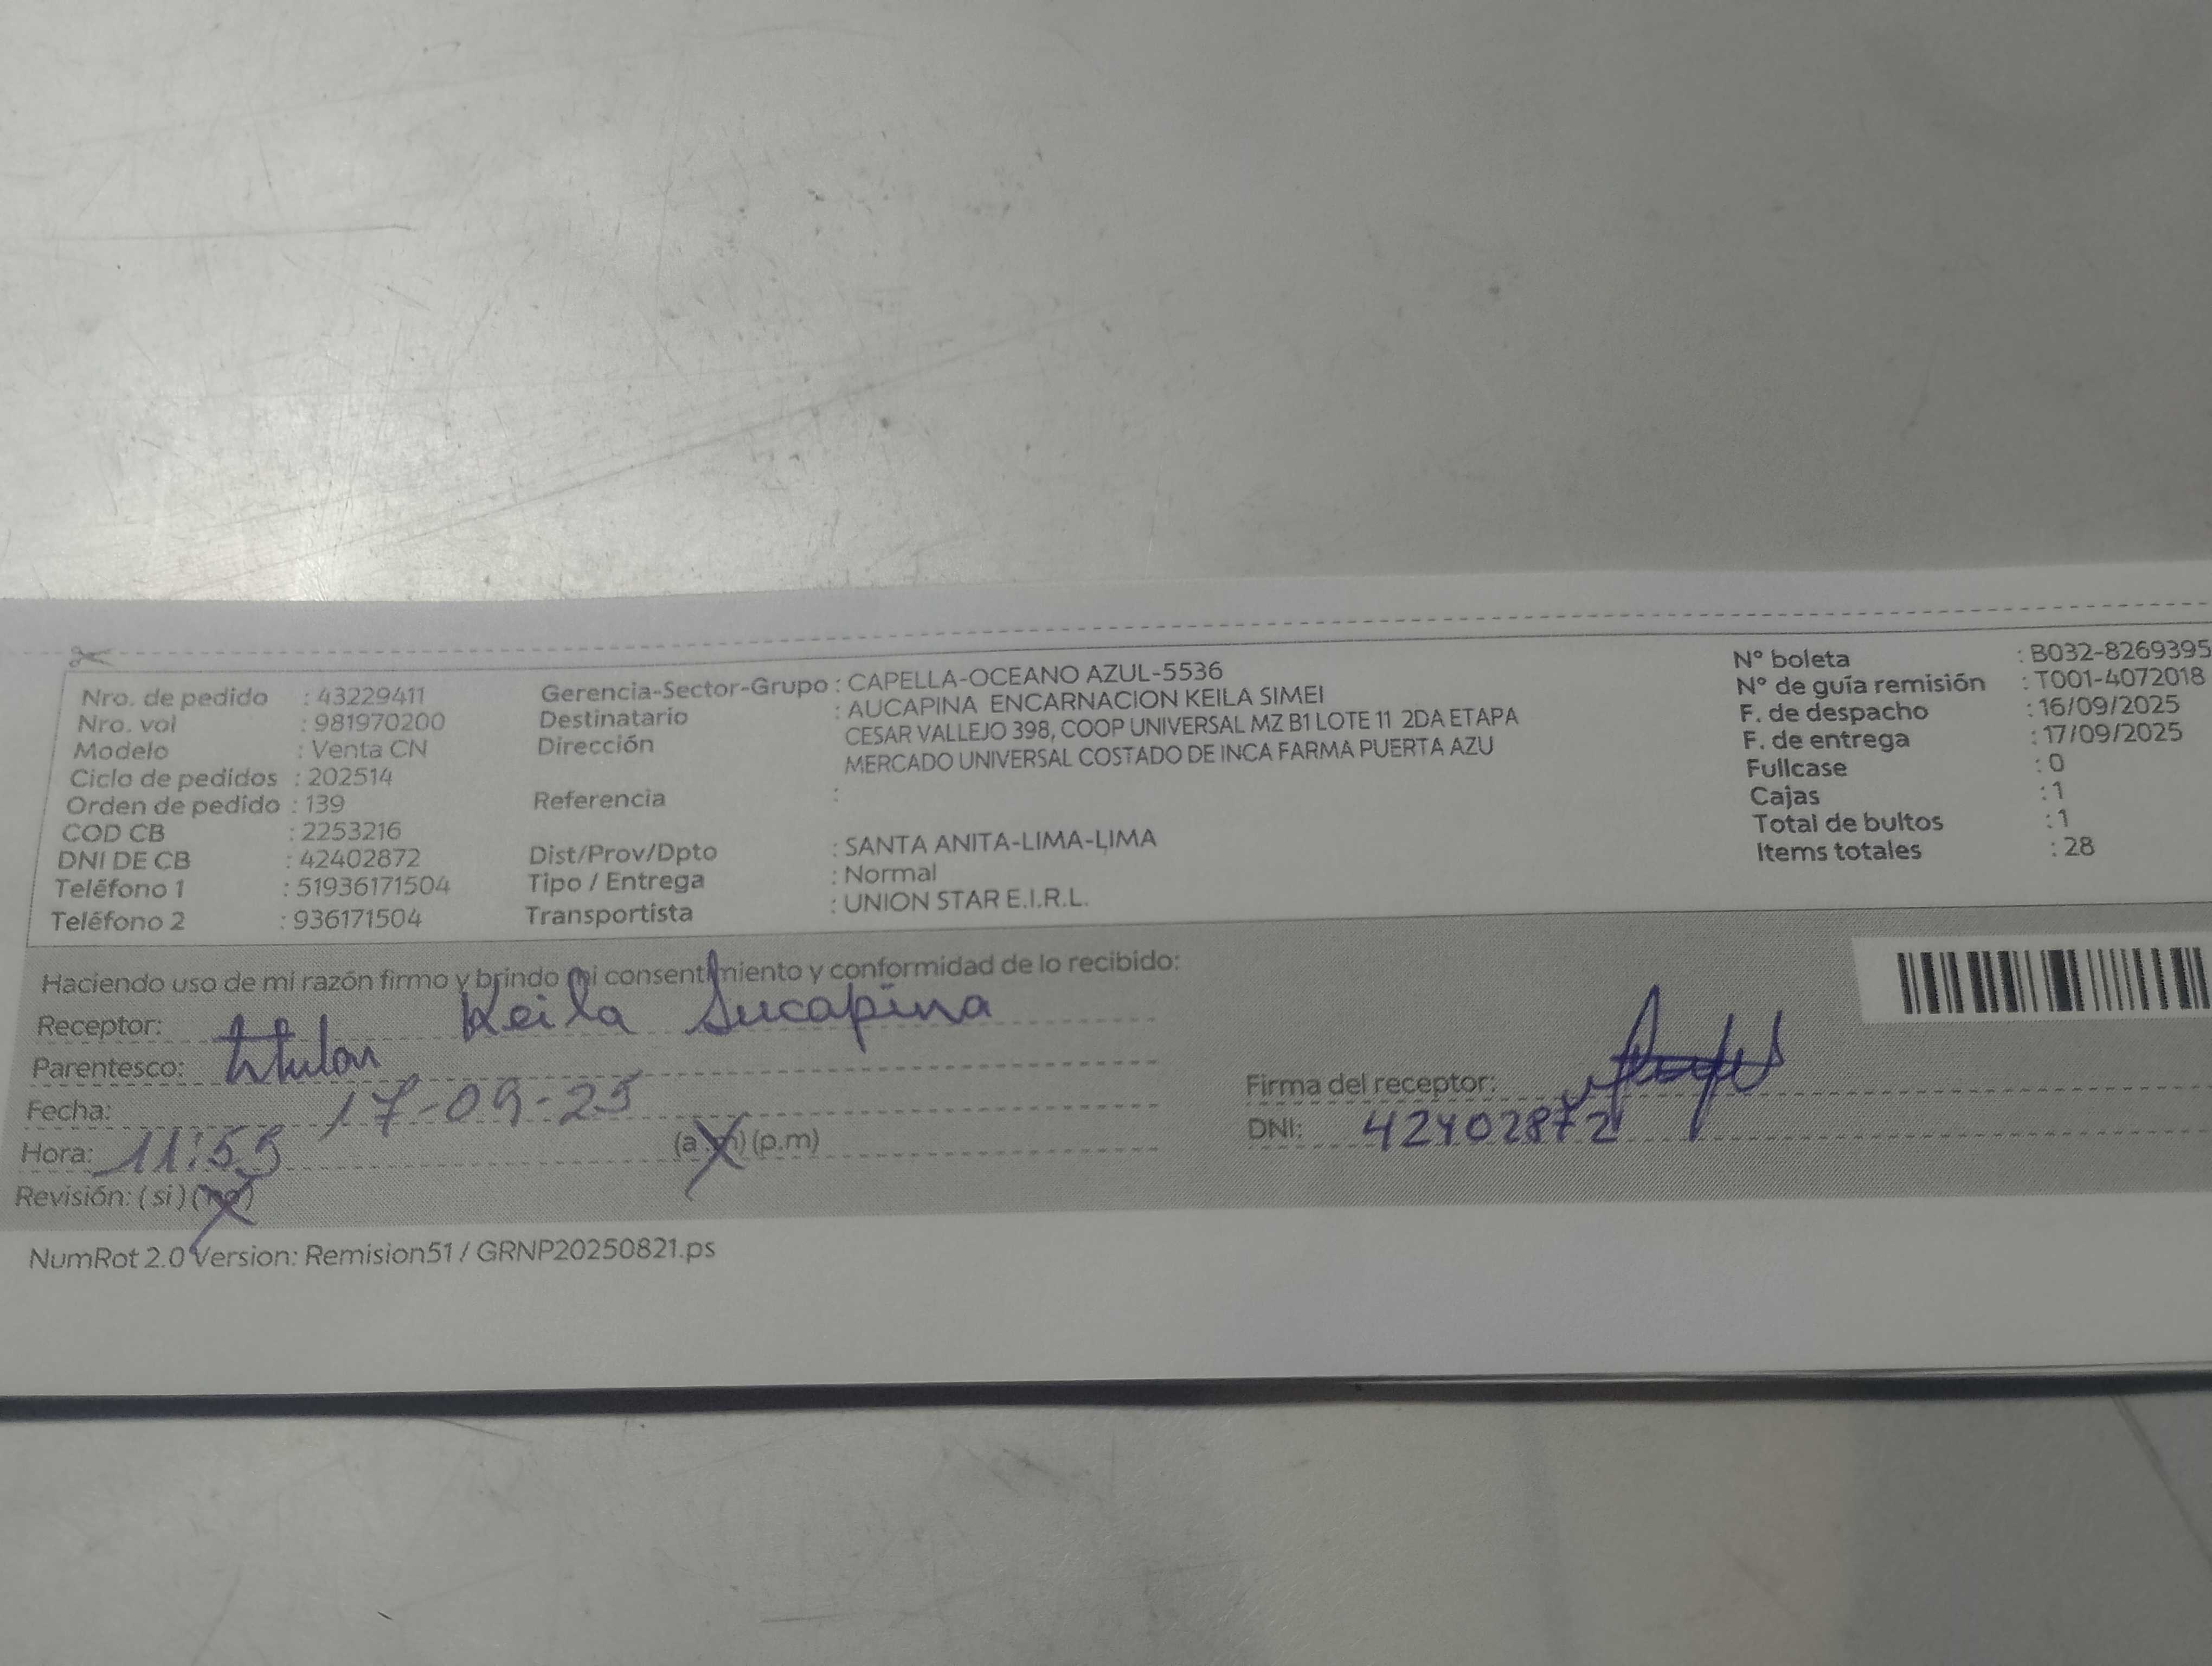 Nro. de pedido : 43229411
Nro. vol : 981970200
Modelo : Venta CN
Ciclo de pedidos : 202514
Orden de pedido : 139
COD CB : 2253216
DNI DE CB : 42402872
Teléfono 1 : 51936171504
Teléfono 2 : 936171504
Gerencia-Sector-Grupo : CAPELLA-OCEANO AZUL-5536
Destinatario : AUCAPINA ENCARNACION KEILA SIMEI
Dirección CESAR VALLEJO 398, COOP UNIVERSAL MZ B1 LOTE 11 2DA ETAPA
MERCADO UNIVERSAL COSTADO DE INCA FARMA PUERTA AZU
Referencia :
Dist/Prov/Dpto : SANTA ANITA-LIMA-LIMA
Tipo / Entrega : Normal
Transportista : UNION STAR E.I.R.L.
N° boleta : B032-8269395
N° de guía remisión : T001-4072018
F. de despacho : 16/09/2025
F. de entrega : 17/09/2025
Fullcase : 0
Cajas : 1
Total de bultos : 1
Items totales : 28
Haciendo uso de mi razón firmo y brindo mi consentimiento y conformidad de lo recibido:
Receptor: Keila Aucapina
Parentesco: titular
Fecha: 17-09-25
Hora: 11:59 (a.m) (p.m)
Revisión: (si) (no)
Firma del receptor:
DNI: 42402872
NumRot 2.0 Version: Remision51 / GRNP20250821.ps